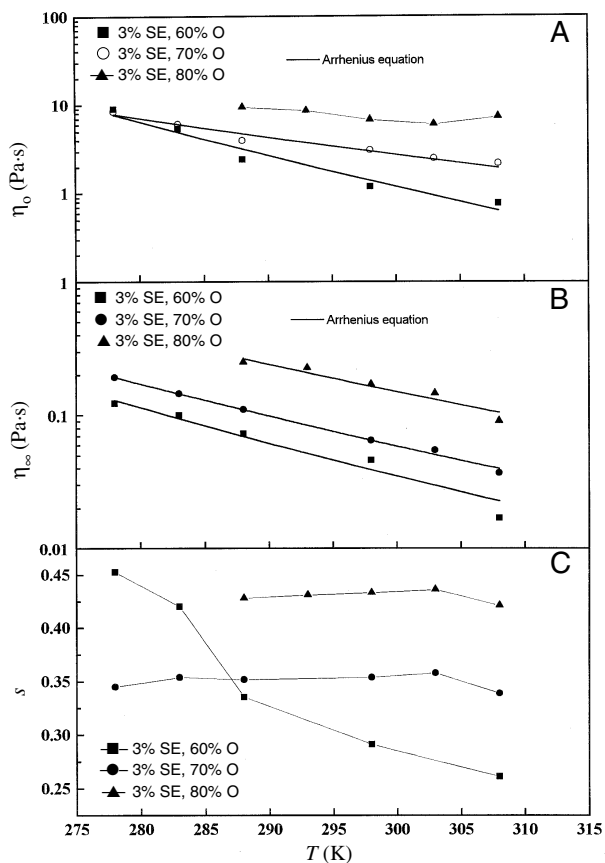 A
3% SE, 60% O
3% SE, 70% O
3% SE, 80% O
Arrhenius equation
100
10
1
ηo (Pa·s)
B
3% SE, 60% O
3% SE, 70% O
3% SE, 80% O
Arrhenius equation
1
0.1
0.01
η∞ (Pa·s)
C
0.45
0.35
0.30
0.25
s
3% SE, 60% O
3% SE, 70% O
3% SE, 80% O
275 280 285 290 295 300 305 310 315
T (K)